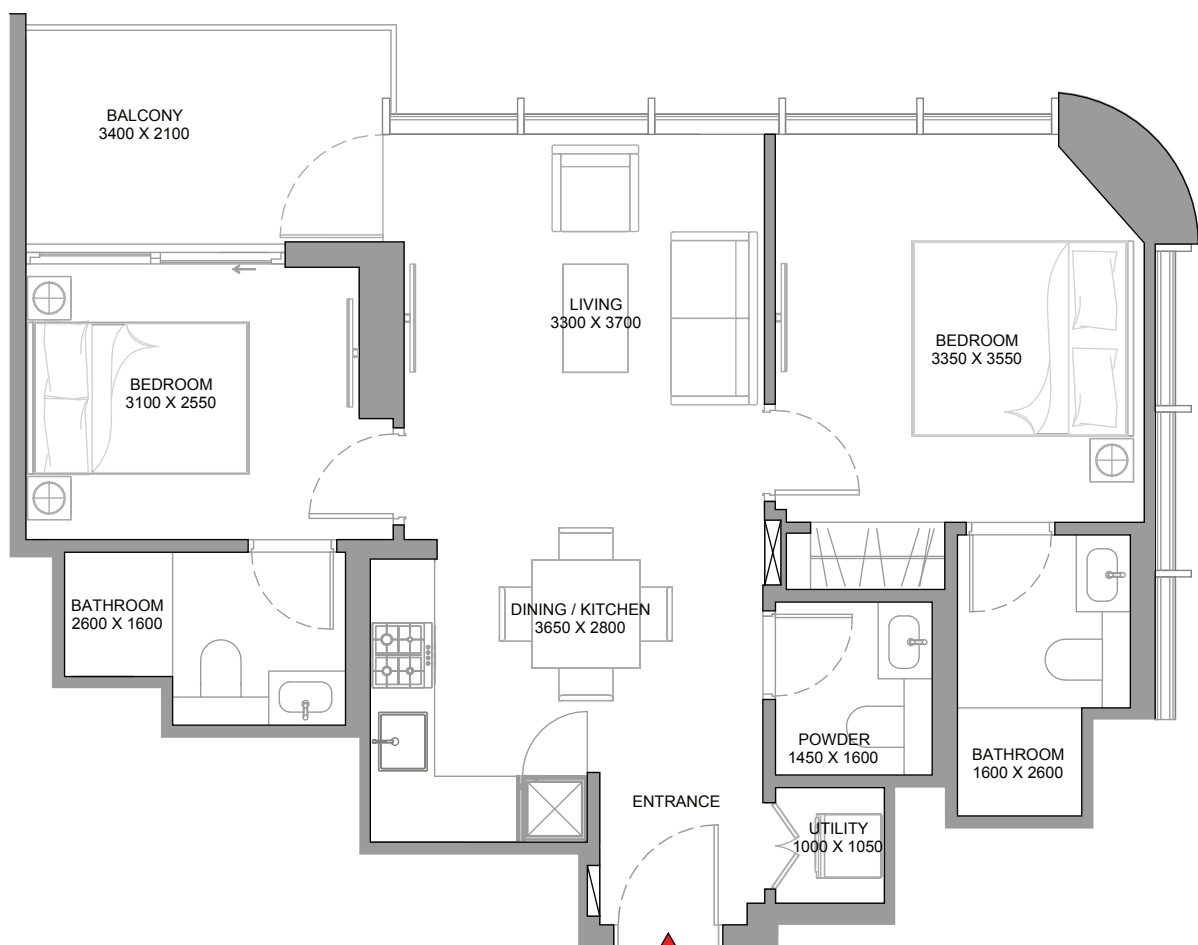 BALCONY
3400 X 2100
LIVING
3300 X 3700
BEDROOM
3350 X 3550
BEDROOM
3100 X 2550
BATHROOM
2600 X 1600
DINING / KITCHEN
3650 X 2800
POWDER
1450 X 1600
BATHROOM
1600 X 2600
ENTRANCE
UTILITY
1000 X 1050